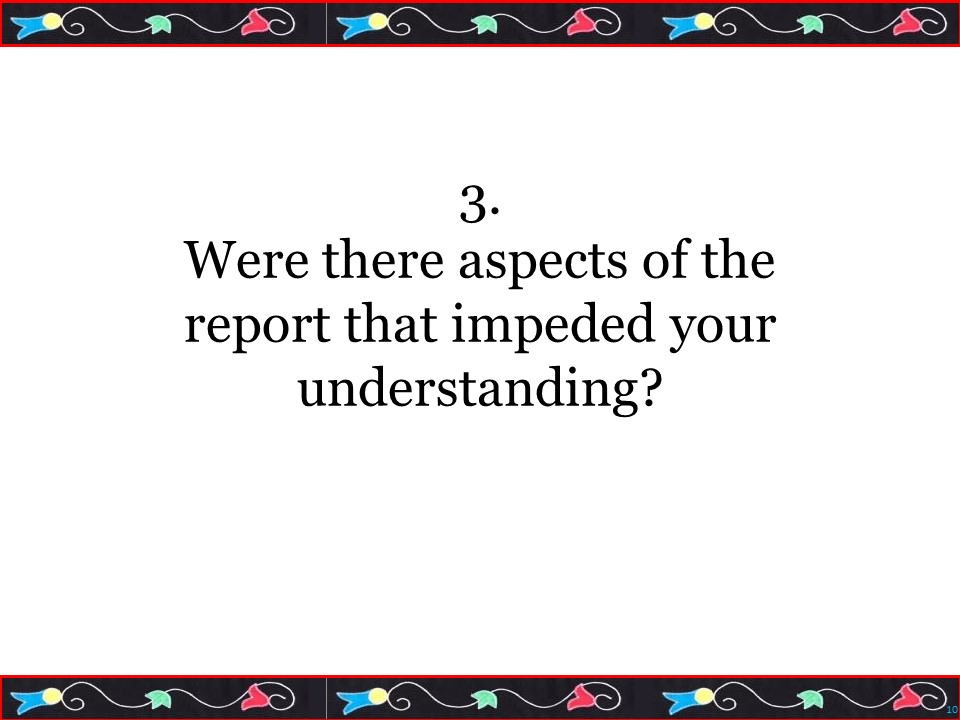 3.
Were there aspects of the
report that impeded your
understanding?
10